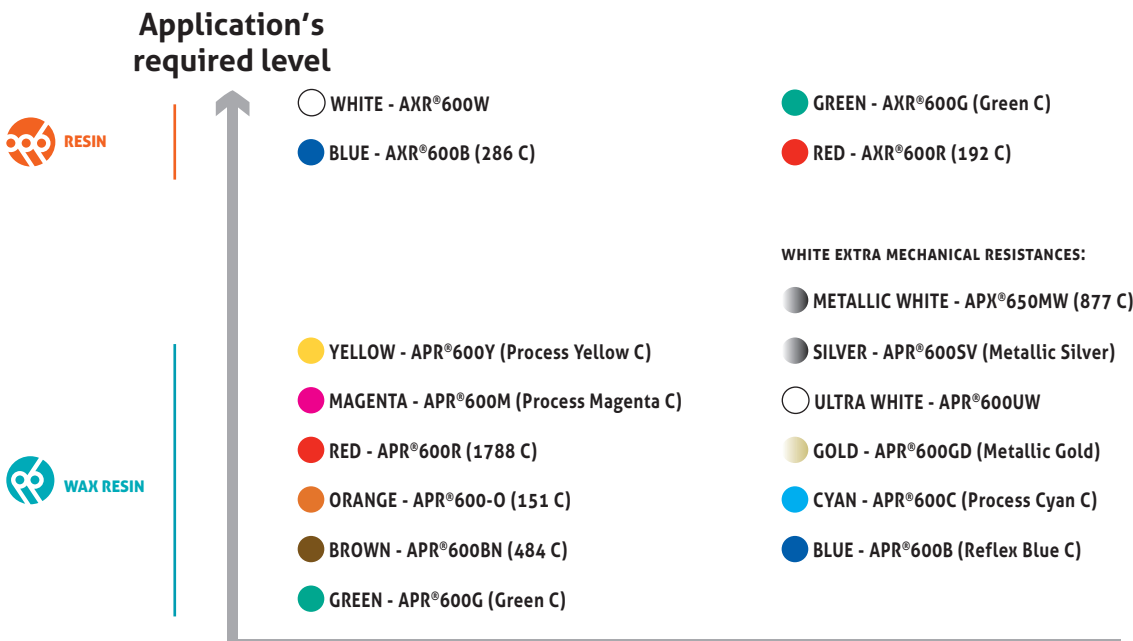 Application's
required level
RESIN
WHITE - AXR®600W
BLUE - AXR®600B (286 C)
GREEN - AXR®600G (Green C)
RED - AXR®600R (192 C)
WHITE EXTRA MECHANICAL RESISTANCES:
METALLIC WHITE - APX®650MW (877 C)
WAX RESIN
YELLOW - APR®600Y (Process Yellow C)
MAGENTA - APR®600M (Process Magenta C)
RED - APR®600R (1788 C)
ORANGE - APR®600-O (151 C)
BROWN - APR®600BN (484 C)
GREEN - APR®600G (Green C)
SILVER - APR®600SV (Metallic Silver)
ULTRA WHITE - APR®600UW
GOLD - APR®600GD (Metallic Gold)
CYAN - APR®600C (Process Cyan C)
BLUE - APR®600B (Reflex Blue C)